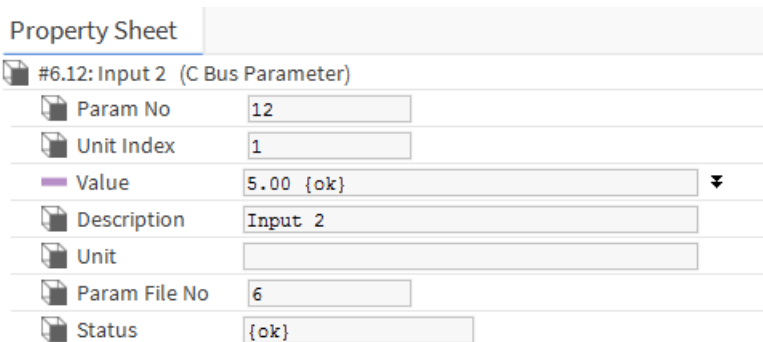 Property Sheet
#6.12: Input 2 (C Bus Parameter)
Param No 12
Unit Index 1
Value 5.00 {ok}
Description Input 2
Unit
Param File No 6
Status {ok}